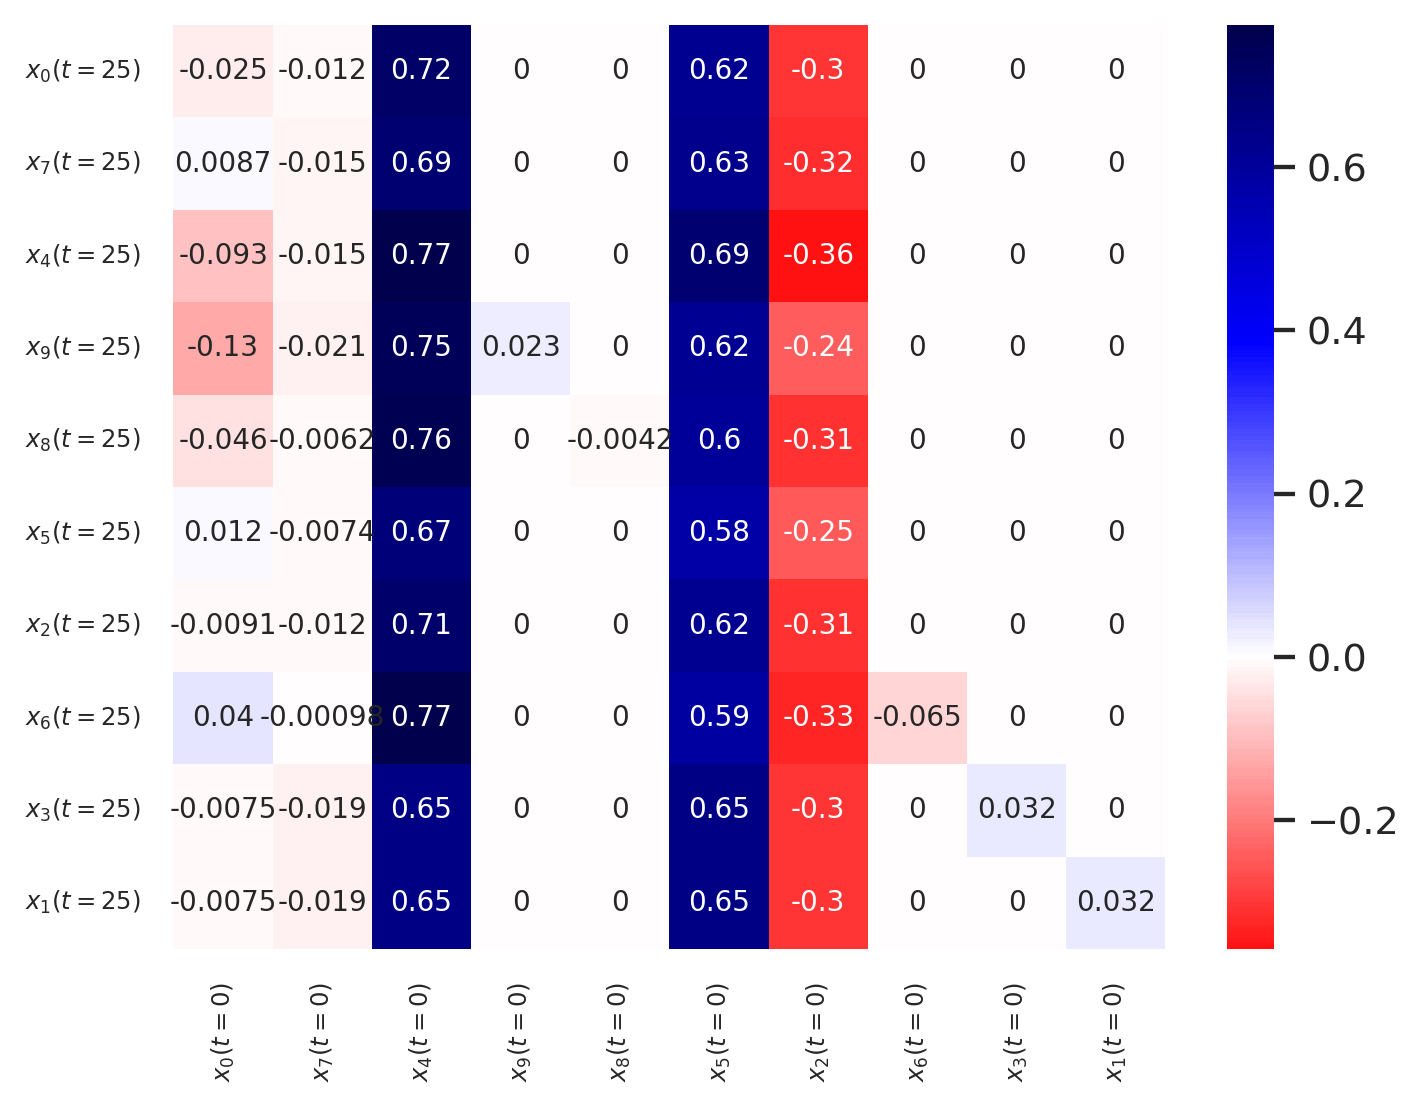 x₀(t = 25) -0.025 -0.012 0.72 0 0 0.62 -0.3 0 0 0
x₇(t = 25) 0.0087 -0.015 0.69 0 0 0.63 -0.32 0 0 0
x₄(t = 25) -0.093 -0.015 0.77 0 0 0.69 -0.36 0 0 0
x₉(t = 25) -0.13 -0.021 0.75 0.023 0 0.62 -0.24 0 0 0
x₈(t = 25) -0.046 -0.0062 0.76 0 -0.0042 0.6 -0.31 0 0 0
x₅(t = 25) 0.012 -0.0074 0.67 0 0 0.58 -0.25 0 0 0
x₂(t = 25) -0.0091 -0.012 0.71 0 0 0.62 -0.31 0 0 0
x₆(t = 25) 0.04 -0.00098 0.77 0 0 0.59 -0.33 -0.065 0 0
x₃(t = 25) -0.0075 -0.019 0.65 0 0 0.65 -0.3 0 0.032 0
x₁(t = 25) -0.0075 -0.019 0.65 0 0 0.65 -0.3 0 0 0.032
x₀(t = 0) x₇(t = 0) x₄(t = 0) x₉(t = 0) x₈(t = 0) x₅(t = 0) x₂(t = 0) x₆(t = 0) x₃(t = 0) x₁(t = 0)
0.6
0.4
0.2
0.0
−0.2